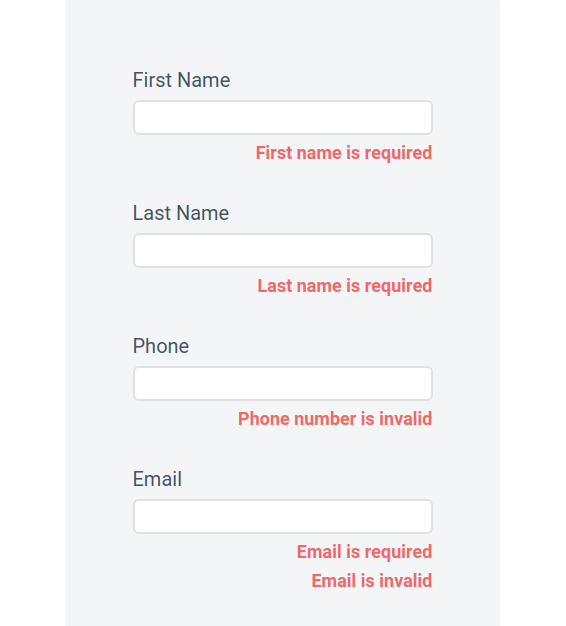 First Name
First name is required
Last Name
Last name is required
Phone
Phone number is invalid
Email
Email is required
Email is invalid